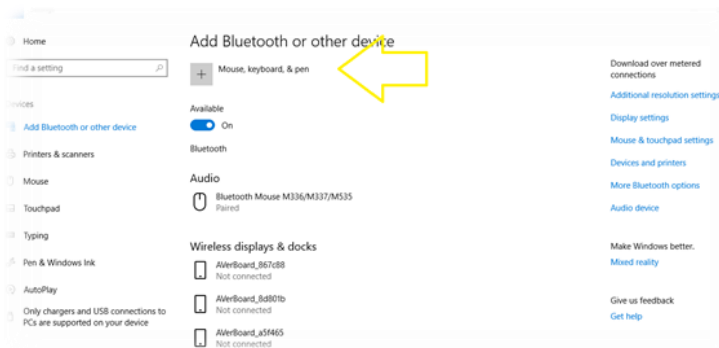 Home
Find a setting
Devices
Add Bluetooth or other device
Printers & scanners
Mouse
Touchpad
Typing
Pen & Windows Ink
AutoPlay
Only chargers and USB connections to
PCs are supported on your device
Add Bluetooth or other device
Mouse, keyboard, & pen
Available
On
Bluetooth
Audio
Bluetooth Mouse M336/M337/M535
Paired
Wireless displays & docks
AVerBoard_867c88
Not connected
AVerBoard_8d801b
Not connected
AVerBoard_a5f465
Not connected
Download over metered
connections
Additional resolution settings
Display settings
Mouse & touchpad settings
Devices and printers
More Bluetooth options
Audio device
Make Windows better.
Mixed reality
Give us feedback
Get help